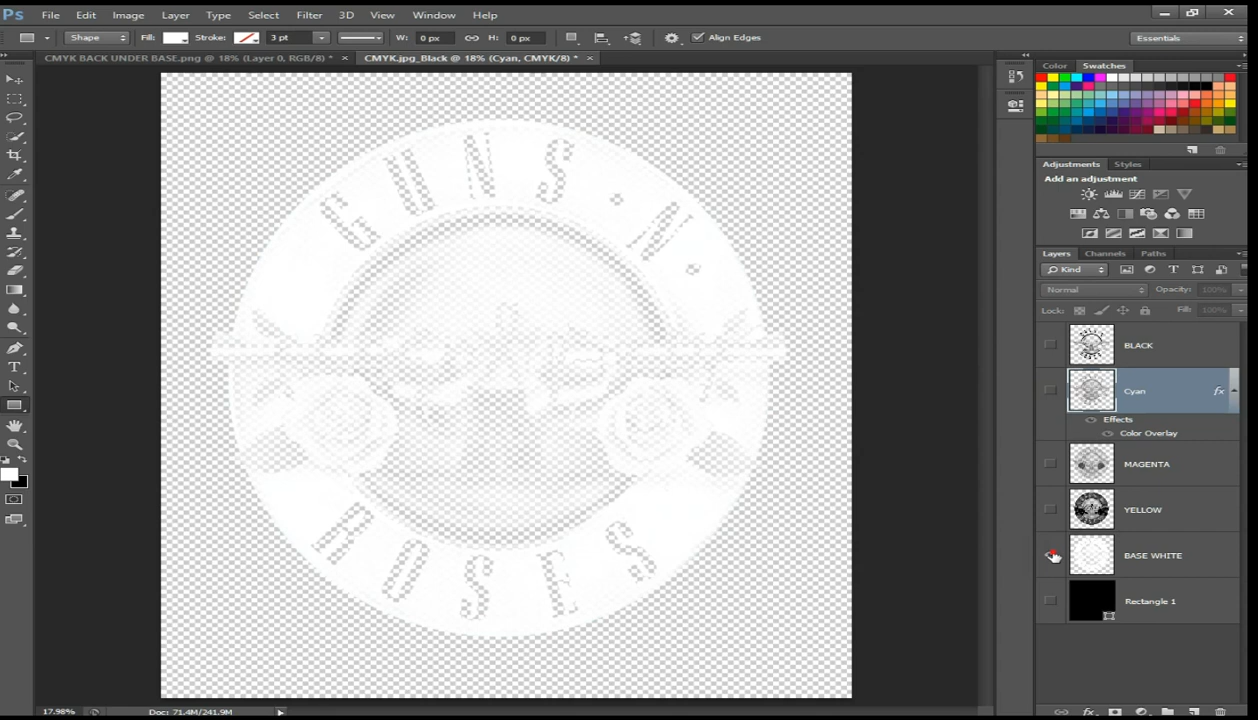 Ps File Edit Image Layer Type Select Filter 3D View Window Help
Shape Fill: Stroke: 3 pt W: 0 px H: 0 px Align Edges Essentials
CMYK BACK UNDER BASE.png @ 18% (Layer 0, RGB/8) * × CMYK.jpg_Black @ 18% (Cyan, CMYK/8) * ×
Color Swatches
Adjustments Styles
Add an adjustment
Layers Channels Paths
Kind
Normal Opacity: 100%
Lock: Fill: 100%
BLACK
Cyan fx
Effects
Color Overlay
MAGENTA
YELLOW
BASE WHITE
Rectangle 1
GUNS · N ·
ROSES
17.98% Doc: 71.4M/241.9M